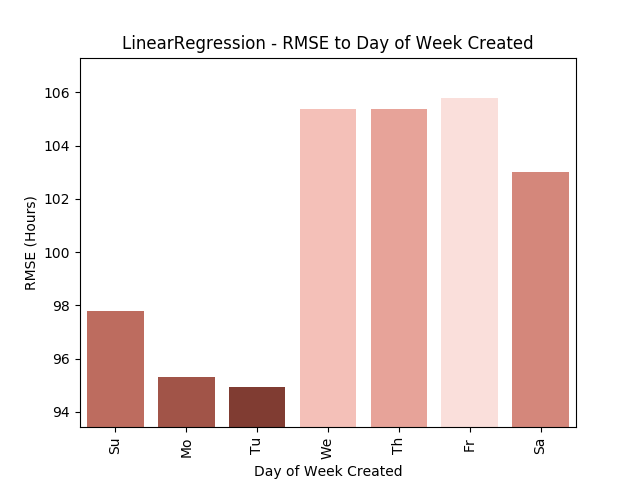 LinearRegression - RMSE to Day of Week Created
106
104
102
100
98
96
94
RMSE (Hours)
Su
Mo
Tu
We
Th
Fr
Sa
Day of Week Created